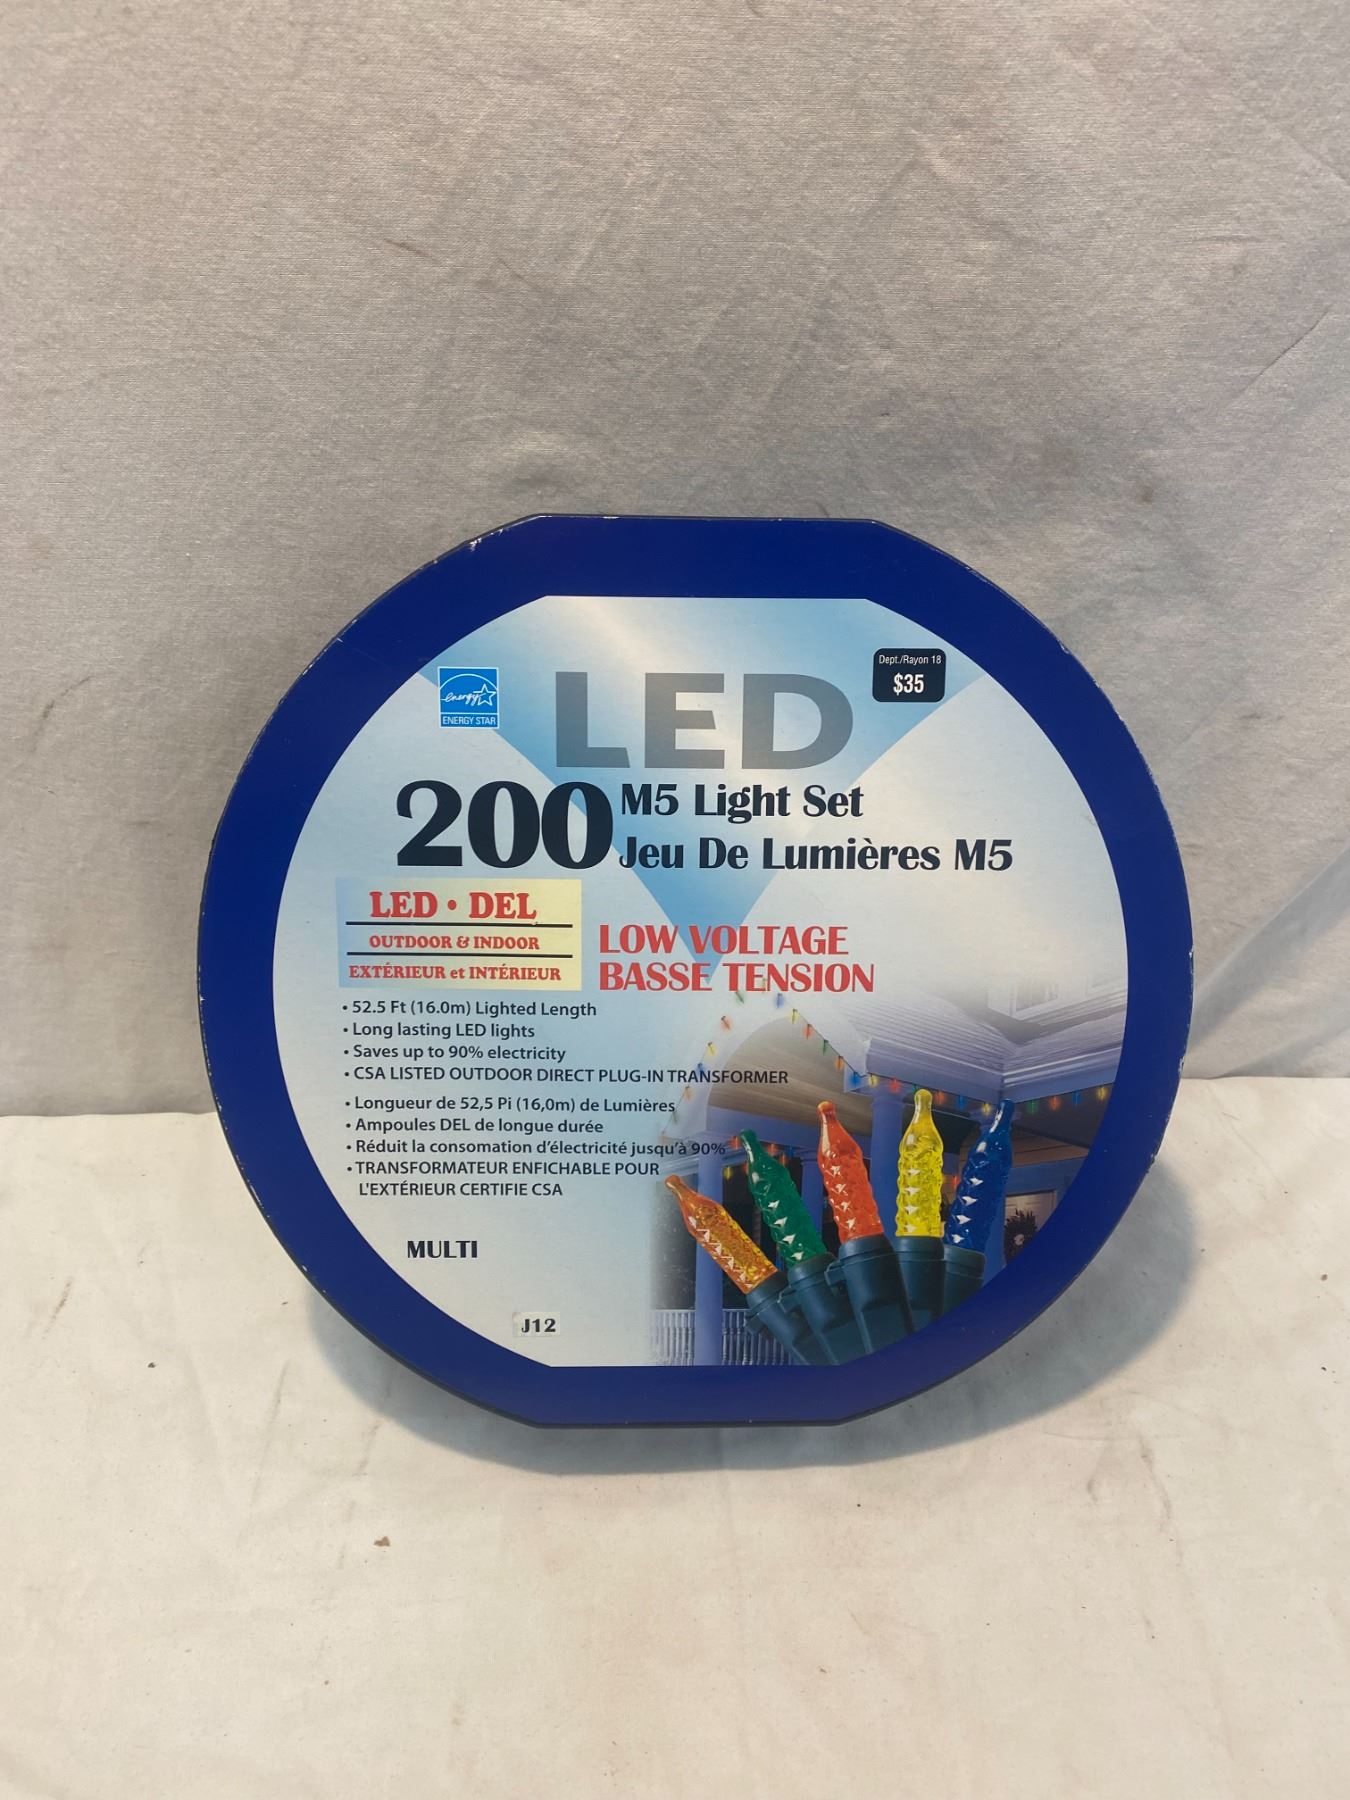 Dept./Rayon 18
$35
energy
ENERGY STAR
LED
200 M5 Light Set
Jeu De Lumières M5
LED • DEL
OUTDOOR & INDOOR
EXTÉRIEUR et INTÉRIEUR
LOW VOLTAGE
BASSE TENSION
• 52.5 Ft (16.0m) Lighted Length
• Long lasting LED lights
• Saves up to 90% electricity
• CSA LISTED OUTDOOR DIRECT PLUG-IN TRANSFORMER
• Longueur de 52,5 Pi (16,0m) de Lumières
• Ampoules DEL de longue durée
• Réduit la consomation d'électricité jusqu'à 90%
• TRANSFORMATEUR ENFICHABLE POUR
L'EXTÉRIEUR CERTIFIE CSA
MULTI
J12